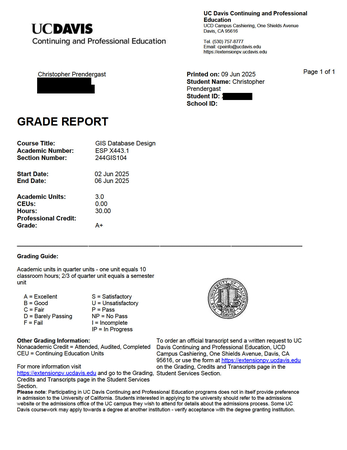 UCDAVIS
Continuing and Professional Education
UC Davis Continuing and Professional
Education
UCD Campus Cashiering, One Shields Avenue
Davis, CA 95616
Tel. (530) 757-8777
Email: cpeinfo@ucdavis.edu
https://extensionpv.ucdavis.edu
Christopher Prendergast
Printed on: 09 Jun 2025
Student Name: Christopher
Prendergast
Student ID:
School ID:
Page 1 of 1
GRADE REPORT
Course Title: GIS Database Design
Academic Number: ESP X443.1
Section Number: 244GIS104
Start Date: 02 Jun 2025
End Date: 06 Jun 2025
Academic Units: 3.0
CEUs: 0.00
Hours: 30.00
Professional Credit:
Grade: A+
Grading Guide:
Academic units in quarter units - one unit equals 10
classroom hours; 2/3 of quarter unit equals a semester
unit
A = Excellent S = Satisfactory
B = Good U = Unsatisfactory
C = Fair P = Pass
D = Barely Passing NP = No Pass
F = Fail I = Incomplete
IP = In Progress
Other Grading Information:
Nonacademic Credit = Attended, Audited, Completed
CEU = Continuing Education Units
For more information visit
https://extensionpv.ucdavis.edu and go to the Grading,
Credits and Transcripts page in the Student Services
Section.
To order an official transcript send a written request to UC
Davis Continuing and Professional Education, UCD
Campus Cashiering, One Shields Avenue, Davis, CA
95616, or use the form at https://extensionpv.ucdavis.edu
on the Grading, Credits and Transcripts page in the
Student Services Section.
Please note: Participating in UC Davis Continuing and Professional Education programs does not in itself provide preference
in admission to the University of California. Students interested in applying to the university should refer to the admissions
website or the admissions office of the UC campus they wish to attend for details about the admissions process. Some UC
Davis coursework may apply towards a degree at another institution - verify acceptance with the degree granting institution.